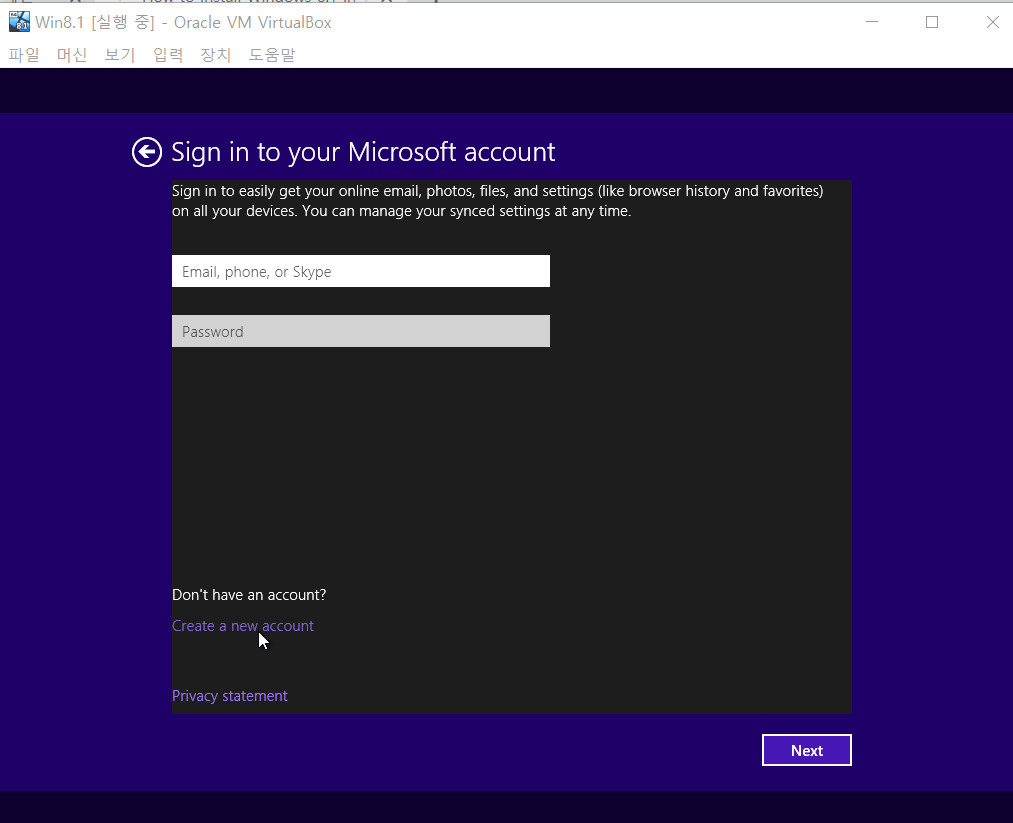 Win8.1 [실행 중] - Oracle VM VirtualBox
파일 머신 보기 입력 장치 도움말
Sign in to your Microsoft account
Sign in to easily get your online email, photos, files, and settings (like browser history and favorites)
on all your devices. You can manage your synced settings at any time.
Email, phone, or Skype
Password
Don't have an account?
Create a new account
Privacy statement
Next